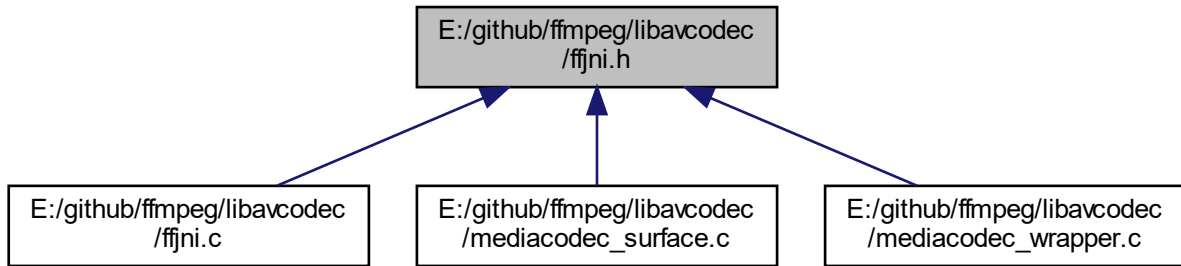 E:/github/ffmpeg/libavcodec
/ffjni.h
E:/github/ffmpeg/libavcodec
/ffjni.c
E:/github/ffmpeg/libavcodec
/mediacodec_surface.c
E:/github/ffmpeg/libavcodec
/mediacodec_wrapper.c